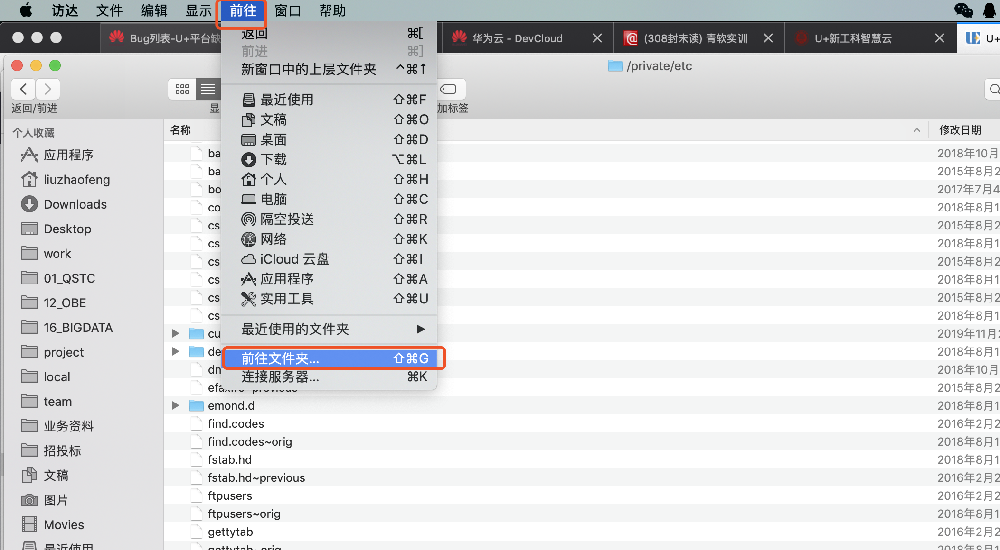 访达 文件 编辑 显示 前往 窗口 帮助
Bug列表-U+平台缺
华为云 - DevCloud
(308封未读) 青软实训
U+新工科智慧云
U+
/private/etc
返回/前进
加标签
返回 ⌘[
前进 ⌘]
新窗口中的上层文件夹 ^⌘↑
最近使用 ⇧⌘F
文稿 ⇧⌘O
桌面 ⇧⌘D
下载 ⌥⌘L
个人 ⇧⌘H
电脑 ⇧⌘C
隔空投送 ⇧⌘R
网络 ⇧⌘K
iCloud 云盘 ⇧⌘I
应用程序 ⇧⌘A
实用工具 ⇧⌘U
最近使用的文件夹
前往文件夹... ⇧⌘G
连接服务器... ⌘K
个人收藏
应用程序
liuzhaofeng
Downloads
Desktop
work
01_QSTC
12_OBE
16_BIGDATA
project
local
team
业务资料
招投标
文稿
图片
Movies
最近使用
名称 修改日期
ba 2018年10月
ba 2015年8月2
bo 2017年7月4
co 2018年8月1
cs 2015年8月2
cs 2018年8月1
cs 2015年8月2
cs 2018年8月1
cs 2015年8月2
cs 2018年8月1
cu 2019年11月2
de 2018年8月1
dn 2018年10月
2015年8月2
emond.d 2018年8月1
find.codes 2016年2月2
find.codes~orig 2018年8月1
fstab.hd 2018年8月1
fstab.hd~previous 2016年2月2
ftpusers 2016年2月2
ftpusers~orig 2018年8月1
gettytab 2016年2月2
gettytab~orig 2018年8月1